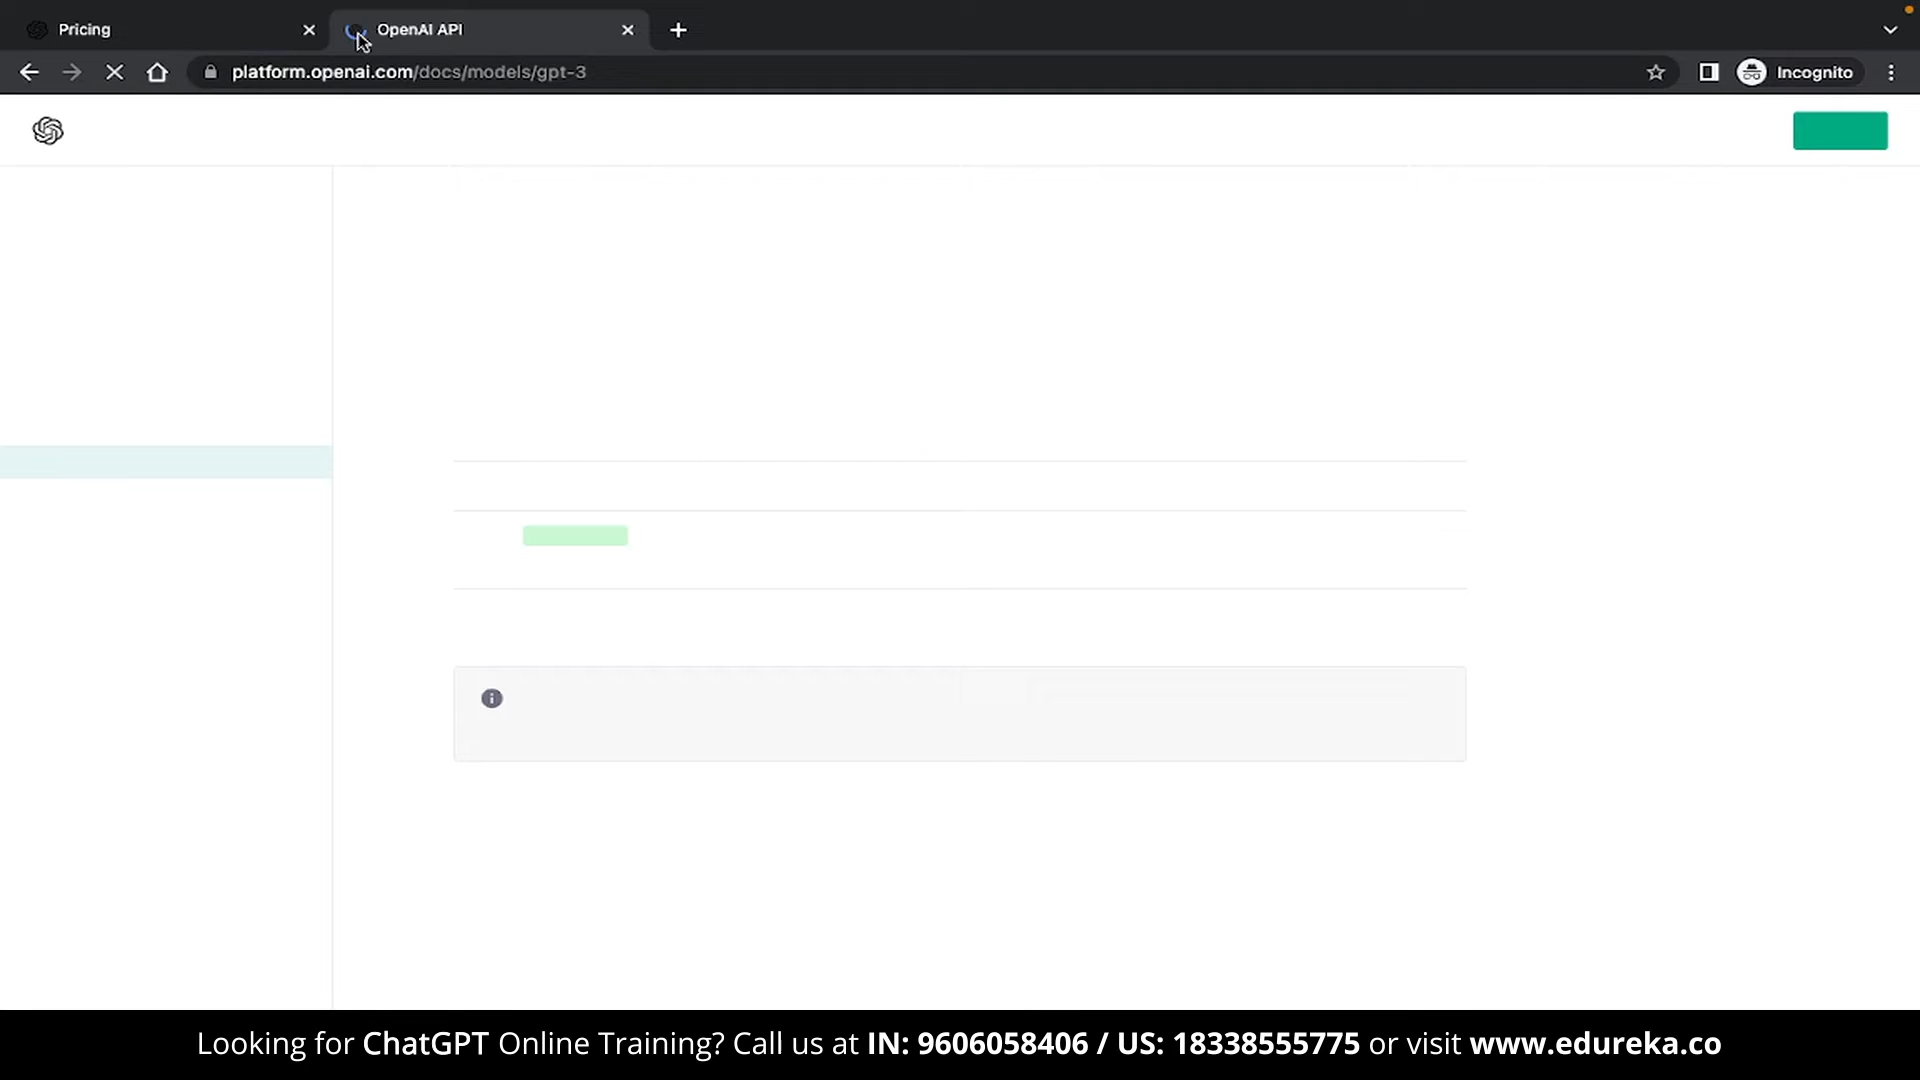 Pricing
OpenAI API
platform.openai.com/docs/models/gpt-3
Incognito
Looking for ChatGPT Online Training? Call us at IN: 9606058406 / US: 18338555775 or visit www.edureka.co